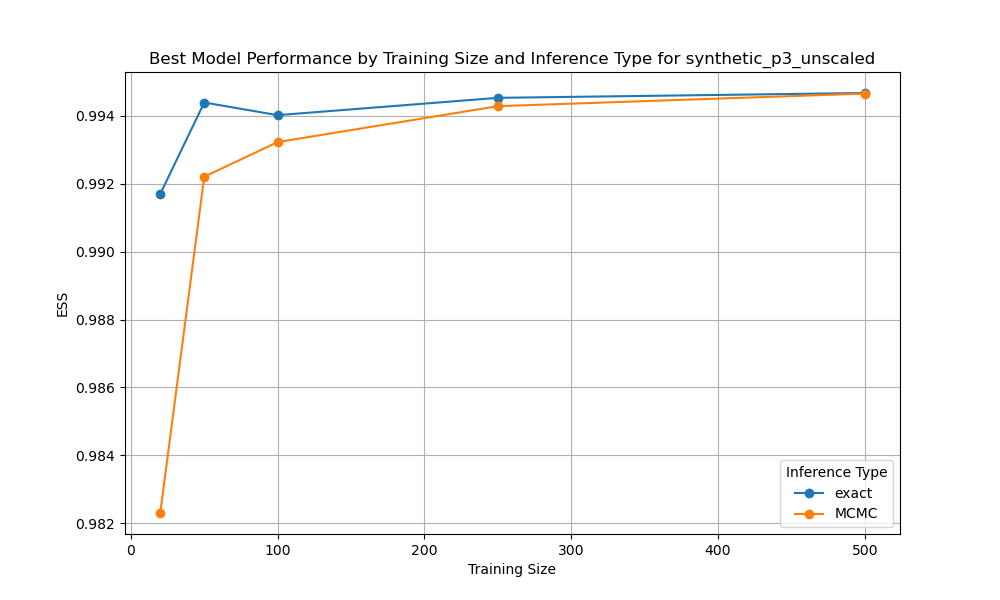 Best Model Performance by Training Size and Inference Type for synthetic_p3_unscaled
ESS
0.994
0.992
0.990
0.988
0.986
0.984
0.982
0
100
200
300
400
500
Training Size
Inference Type
exact
MCMC